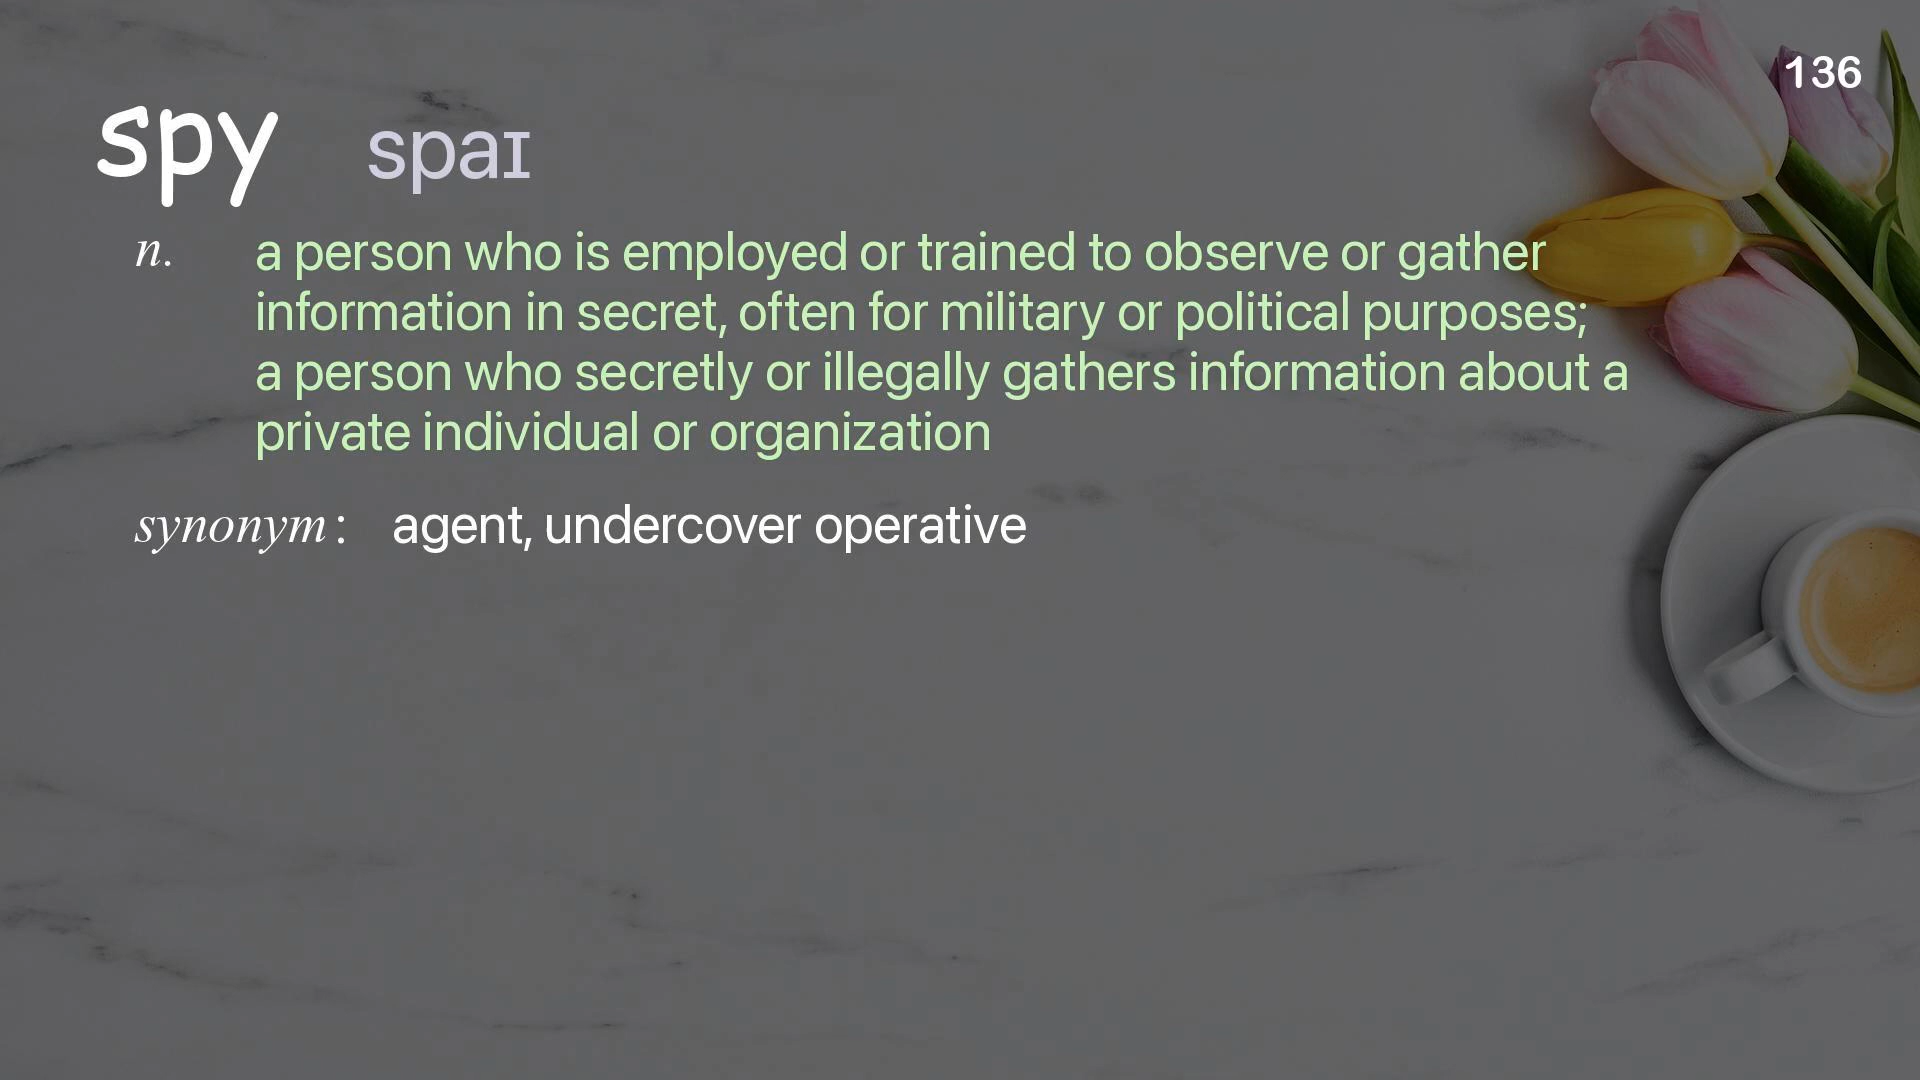 136
spy spaɪ
n. a person who is employed or trained to observe or gather
information in secret, often for military or political purposes;
a person who secretly or illegally gathers information about a
private individual or organization
synonym : agent, undercover operative